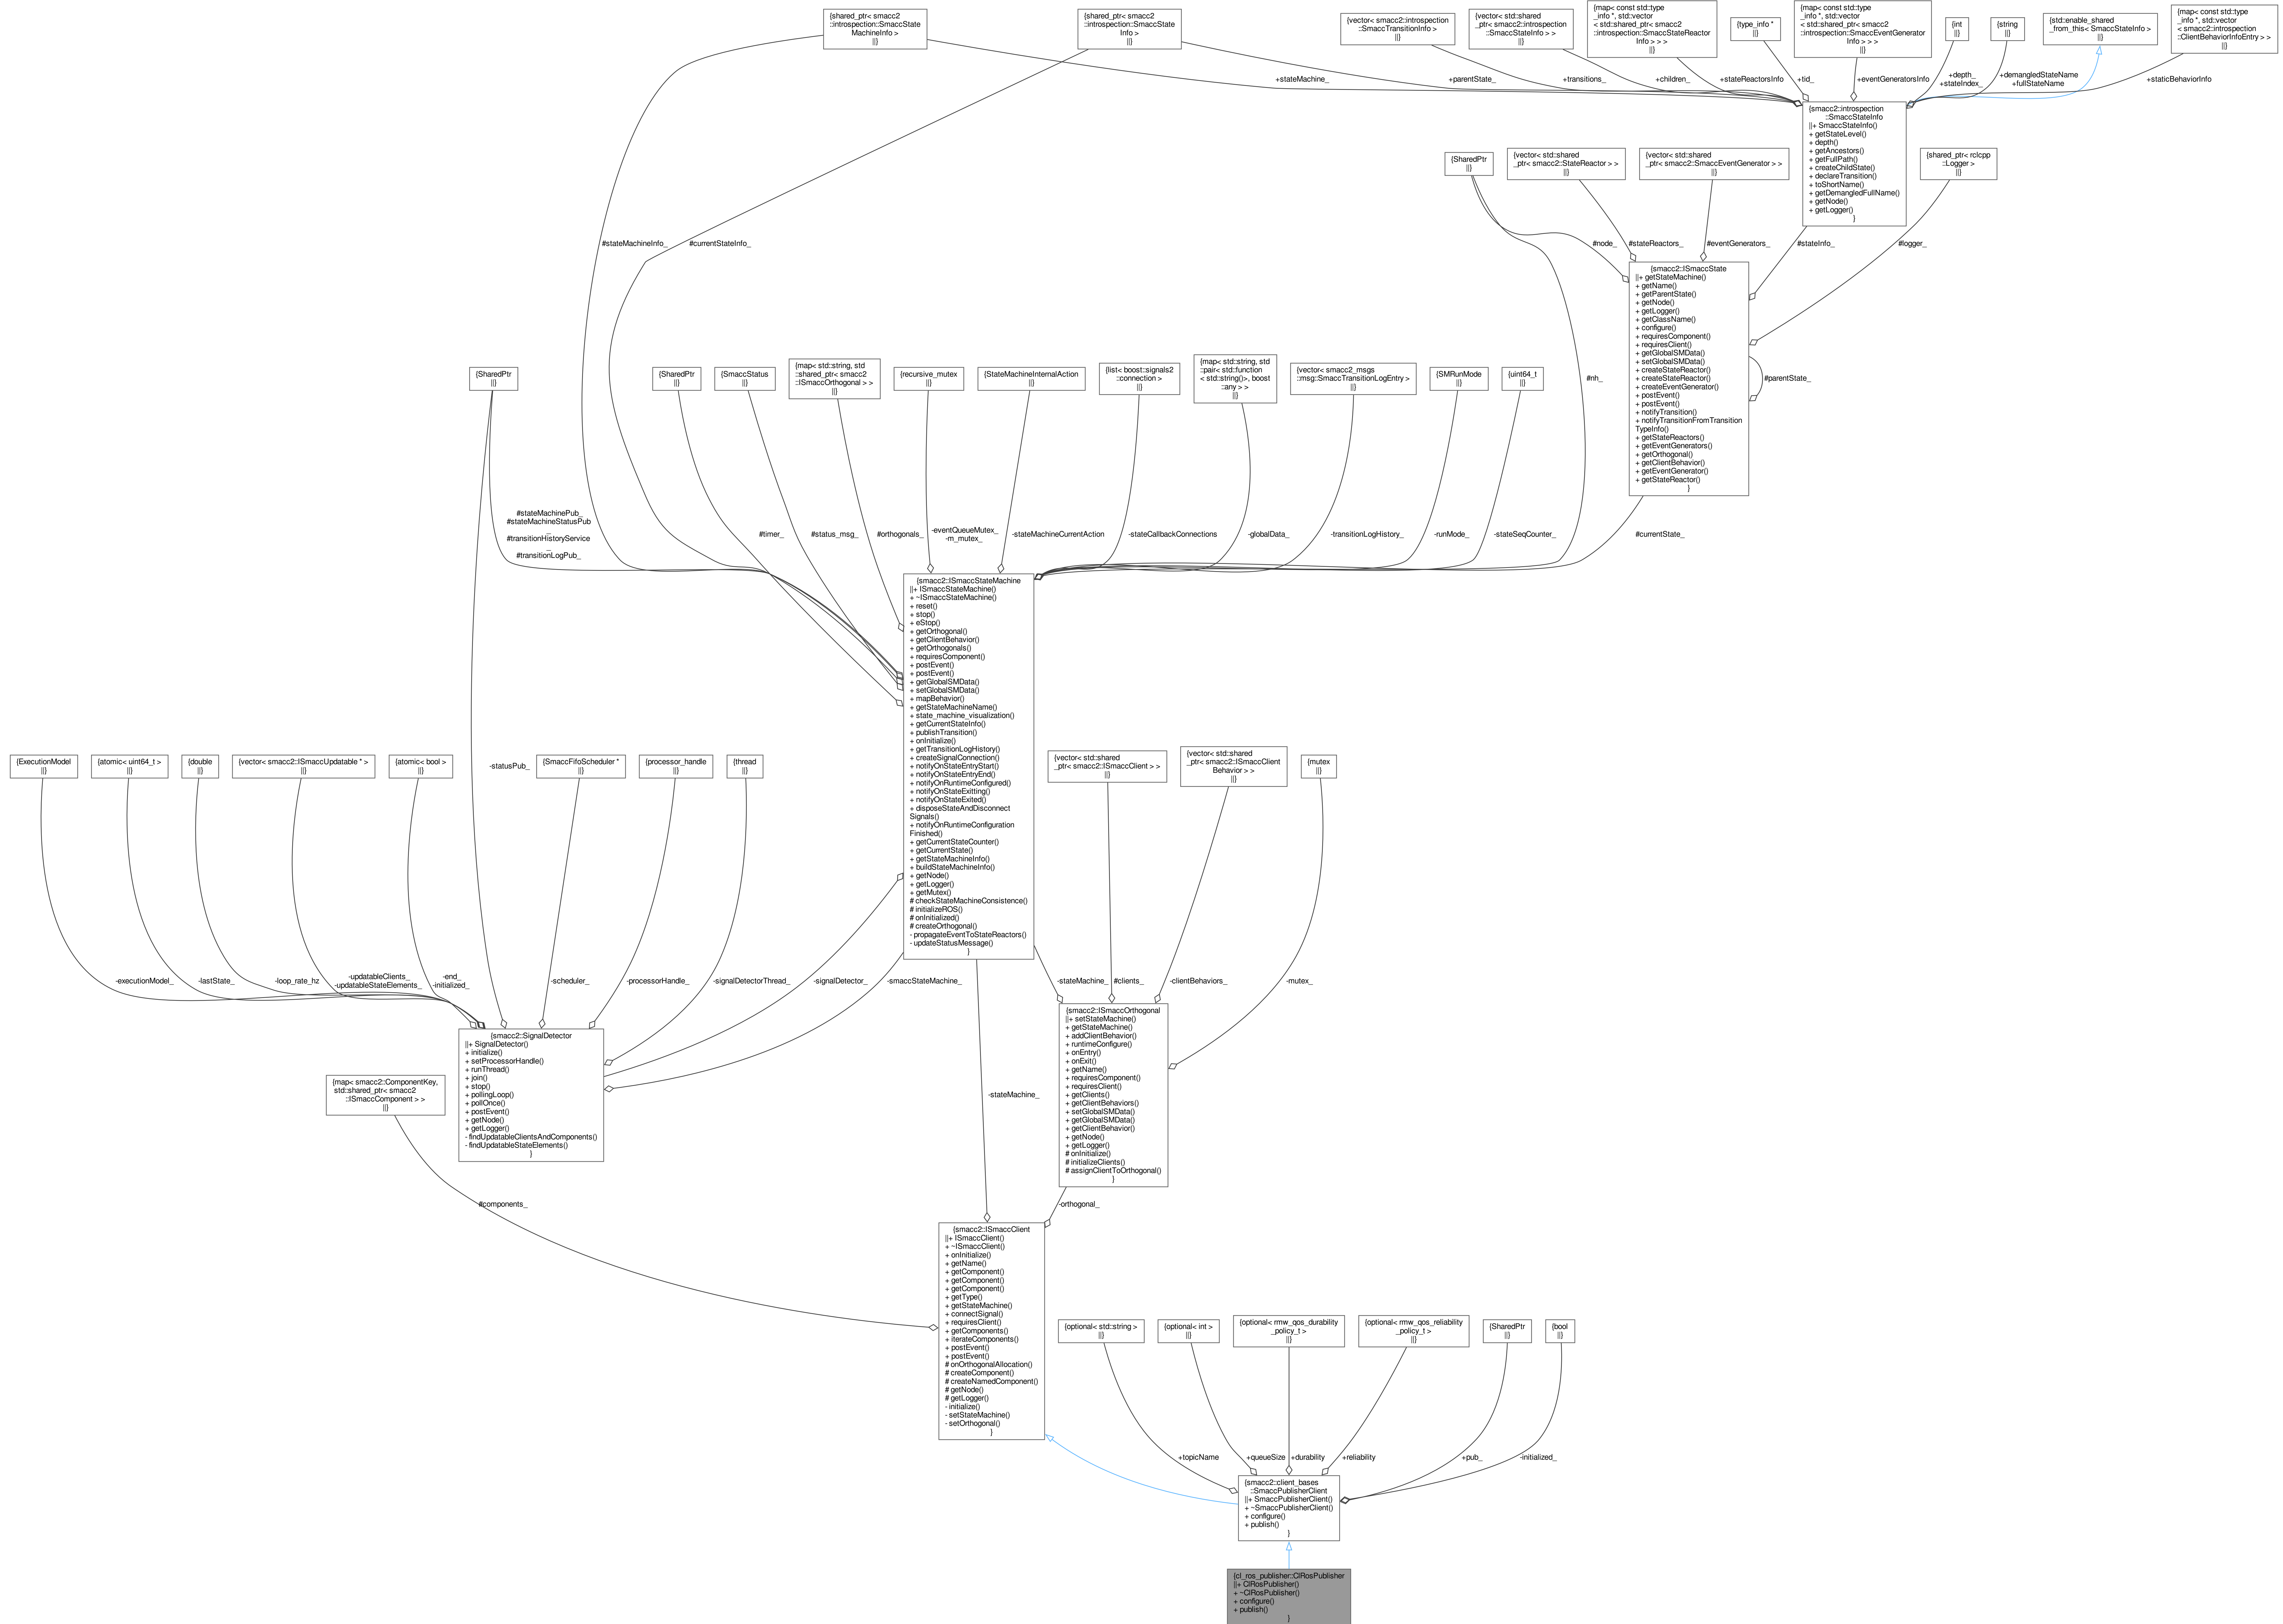 {shared_ptr< smacc2
::introspection::SmaccState
MachineInfo >
||}
{shared_ptr< smacc2
::introspection::SmaccState
Info >
||}
{vector< smacc2::introspection
::SmaccTransitionInfo >
||}
{vector< std::shared
_ptr< smacc2::introspection
::SmaccStateInfo > >
||}
{map< const std::type
_info *, std::vector
< std::shared_ptr< smacc2
::introspection::SmaccStateReactor
Info > > >
||}
{type_info *
||}
{map< const std::type
_info *, std::vector
< std::shared_ptr< smacc2
::introspection::SmaccEventGenerator
Info > > >
||}
{int
||}
{string
||}
{std::enable_shared
_from_this< SmaccStateInfo >
||}
{map< const std::type
_info *, std::vector
< smacc2::introspection
::ClientBehaviorInfoEntry > >
||}
+stateMachine_
+parentState_
+transitions_
+children_
+stateReactorsInfo
+tid_
+eventGeneratorsInfo
+depth_
+stateIndex_
+demangledStateName
+fullStateName
+staticBehaviorInfo
{smacc2::introspection
::SmaccStateInfo
||+ SmaccStateInfo()
+ getStateLevel()
+ depth()
+ getAncestors()
+ getFullPath()
+ createChildState()
+ declareTransition()
+ toShortName()
+ getDemangledFullName()
+ getNode()
+ getLogger()
}
{SharedPtr
||}
{vector< std::shared
_ptr< smacc2::StateReactor > >
||}
{vector< std::shared
_ptr< smacc2::SmaccEventGenerator > >
||}
{shared_ptr< rclcpp
::Logger >
||}
#stateMachineInfo_
#currentStateInfo_
#node_
#stateReactors_
#eventGenerators_
#stateInfo_
#logger_
{smacc2::ISmaccState
||+ getStateMachine()
+ getName()
+ getParentState()
+ getNode()
+ getLogger()
+ getClassName()
+ configure()
+ requiresComponent()
+ requiresClient()
+ getGlobalSMData()
+ setGlobalSMData()
+ createStateReactor()
+ createStateReactor()
+ createEventGenerator()
+ postEvent()
+ postEvent()
+ notifyTransition()
+ notifyTransitionFromTransition
TypeInfo()
+ getStateReactors()
+ getEventGenerators()
+ getOrthogonal()
+ getClientBehavior()
+ getEventGenerator()
+ getStateReactor()
}
#parentState_
{SharedPtr
||}
{SharedPtr
||}
{SmaccStatus
||}
{map< std::string, std
::shared_ptr< smacc2
::ISmaccOrthogonal > >
||}
{recursive_mutex
||}
{StateMachineInternalAction
||}
{list< boost::signals2
::connection >
||}
{map< std::string, std
::pair< std::function
< std::string()>, boost
::any > >
||}
{vector< smacc2_msgs
::msg::SmaccTransitionLogEntry >
||}
{SMRunMode
||}
{uint64_t
||}
#nh_
#stateMachinePub_
#stateMachineStatusPub
_
#transitionHistoryService
_
#transitionLogPub_
#timer_
#status_msg_
#orthogonals_
-eventQueueMutex_
-m_mutex_
-stateMachineCurrentAction
-stateCallbackConnections
-globalData_
-transitionLogHistory_
-runMode_
-stateSeqCounter_
#currentState_
{smacc2::ISmaccStateMachine
||+ ISmaccStateMachine()
+ ~ISmaccStateMachine()
+ reset()
+ stop()
+ eStop()
+ getOrthogonal()
+ getClientBehavior()
+ getOrthogonals()
+ requiresComponent()
+ postEvent()
+ postEvent()
+ getGlobalSMData()
+ setGlobalSMData()
+ mapBehavior()
+ getStateMachineName()
+ state_machine_visualization()
+ getCurrentStateInfo()
+ publishTransition()
+ onInitialize()
+ getTransitionLogHistory()
+ createSignalConnection()
+ notifyOnStateEntryStart()
+ notifyOnStateEntryEnd()
+ notifyOnRuntimeConfigured()
+ notifyOnStateExitting()
+ notifyOnStateExited()
+ disposeStateAndDisconnect
Signals()
+ notifyOnRuntimeConfiguration
Finished()
+ getCurrentStateCounter()
+ getCurrentState()
+ getStateMachineInfo()
+ buildStateMachineInfo()
+ getNode()
+ getLogger()
+ getMutex()
# checkStateMachineConsistence()
# initializeROS()
# onInitialized()
# createOrthogonal()
- propagateEventToStateReactors()
- updateStatusMessage()
}
{ExecutionModel
||}
{atomic< uint64_t >
||}
{double
||}
{vector< smacc2::ISmaccUpdatable * >
||}
{atomic< bool >
||}
-statusPub_
{SmaccFifoScheduler *
||}
{processor_handle
||}
{thread
||}
{vector< std::shared
_ptr< smacc2::ISmaccClient > >
||}
{vector< std::shared
_ptr< smacc2::ISmaccClient
Behavior > >
||}
{mutex
||}
-executionModel_
-lastState_
-loop_rate_hz
-updatableClients_
-updatableStateElements_
-end_
-initialized_
-scheduler_
-processorHandle_
-signalDetectorThread_
-signalDetector_
-smaccStateMachine_
-stateMachine_
#clients_
-clientBehaviors_
-mutex_
{smacc2::SignalDetector
||+ SignalDetector()
+ initialize()
+ setProcessorHandle()
+ runThread()
+ join()
+ stop()
+ pollingLoop()
+ pollOnce()
+ postEvent()
+ getNode()
+ getLogger()
- findUpdatableClientsAndComponents()
- findUpdatableStateElements()
}
{smacc2::ISmaccOrthogonal
||+ setStateMachine()
+ getStateMachine()
+ addClientBehavior()
+ runtimeConfigure()
+ onEntry()
+ onExit()
+ getName()
+ requiresComponent()
+ requiresClient()
+ getClients()
+ getClientBehaviors()
+ setGlobalSMData()
+ getGlobalSMData()
+ getClientBehavior()
+ getNode()
+ getLogger()
# onInitialize()
# initializeClients()
# assignClientToOrthogonal()
}
{map< smacc2::ComponentKey,
std::shared_ptr< smacc2
::ISmaccComponent > >
||}
-stateMachine_
#components_
-orthogonal_
{smacc2::ISmaccClient
||+ ISmaccClient()
+ ~ISmaccClient()
+ onInitialize()
+ getName()
+ getComponent()
+ getComponent()
+ getComponent()
+ getType()
+ getStateMachine()
+ connectSignal()
+ requiresClient()
+ getComponents()
+ iterateComponents()
+ postEvent()
+ postEvent()
# onOrthogonalAllocation()
# createComponent()
# createNamedComponent()
# getNode()
# getLogger()
- initialize()
- setStateMachine()
- setOrthogonal()
}
{optional< std::string >
||}
{optional< int >
||}
{optional< rmw_qos_durability
_policy_t >
||}
{optional< rmw_qos_reliability
_policy_t >
||}
{SharedPtr
||}
{bool
||}
+topicName
+queueSize
+durability
+reliability
+pub_
-initialized_
{smacc2::client_bases
::SmaccPublisherClient
||+ SmaccPublisherClient()
+ ~SmaccPublisherClient()
+ configure()
+ publish()
}
{cl_ros_publisher::ClRosPublisher
||+ ClRosPublisher()
+ ~ClRosPublisher()
+ configure()
+ publish()
}